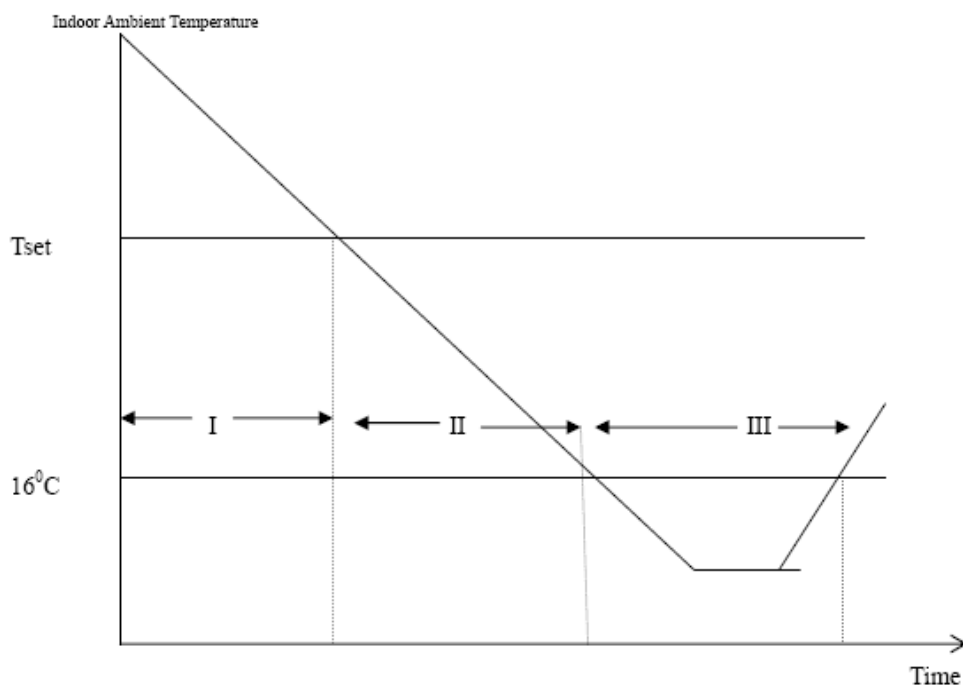 Indoor Ambient Temperature
Tset
I
II
III
16⁰C
Time